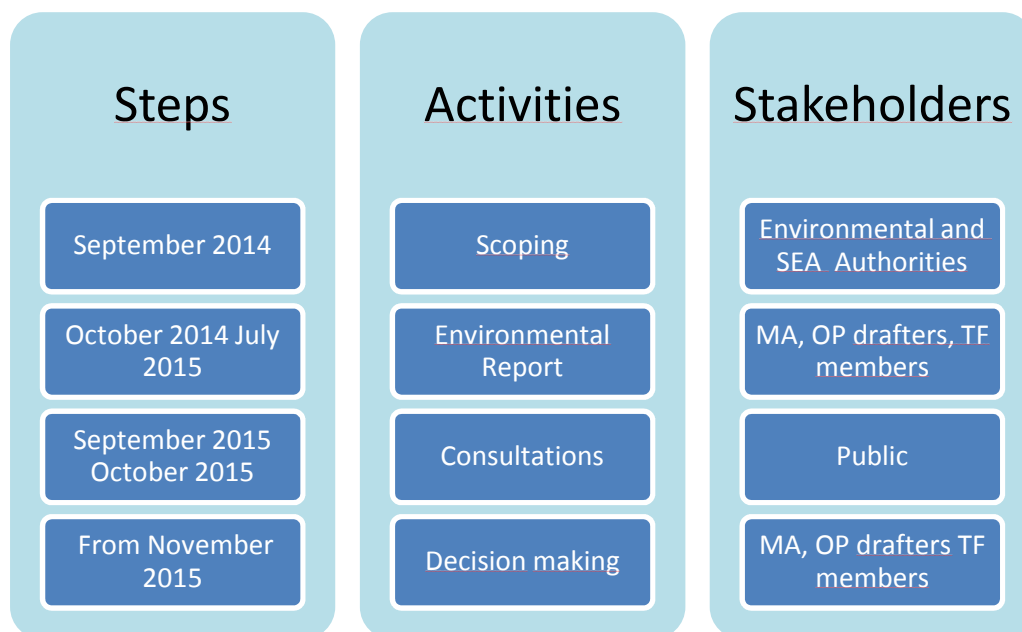 Steps
September 2014
October 2014 July
2015
September 2015
October 2015
From November
2015
Activities
Scoping
Environmental
Report
Consultations
Decision making
Stakeholders
Environmental and
SEA Authorities
MA, OP drafters, TF
members
Public
MA, OP drafters TF
members